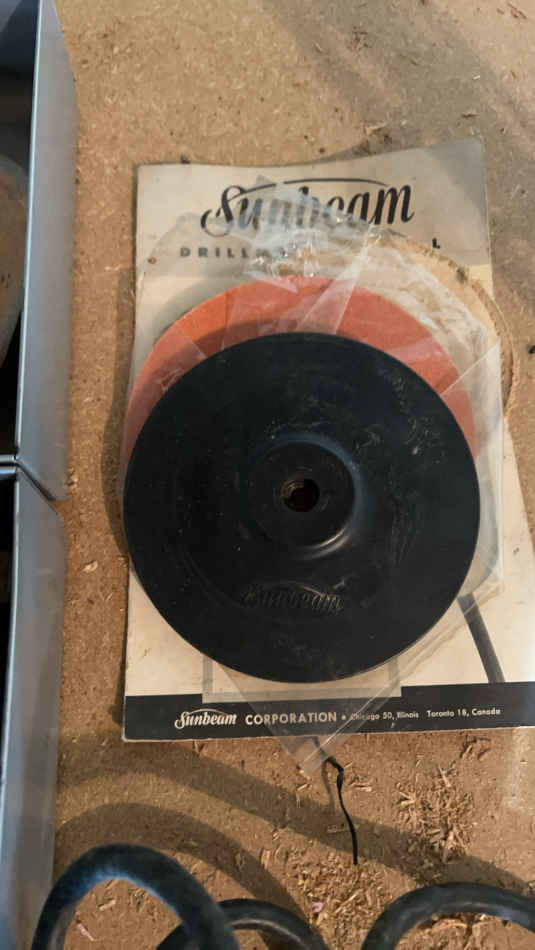 Sunbeam
DRILL
Sunbeam
Sunbeam CORPORATION • Chicago 50, Illinois Toronto 18, Canada